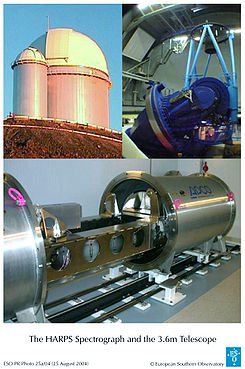 The HARPS Spectrograph and the 3.6m Telescope
ESO PR Photo 25a/04 (25 August 2004)
© European Southern Observatory